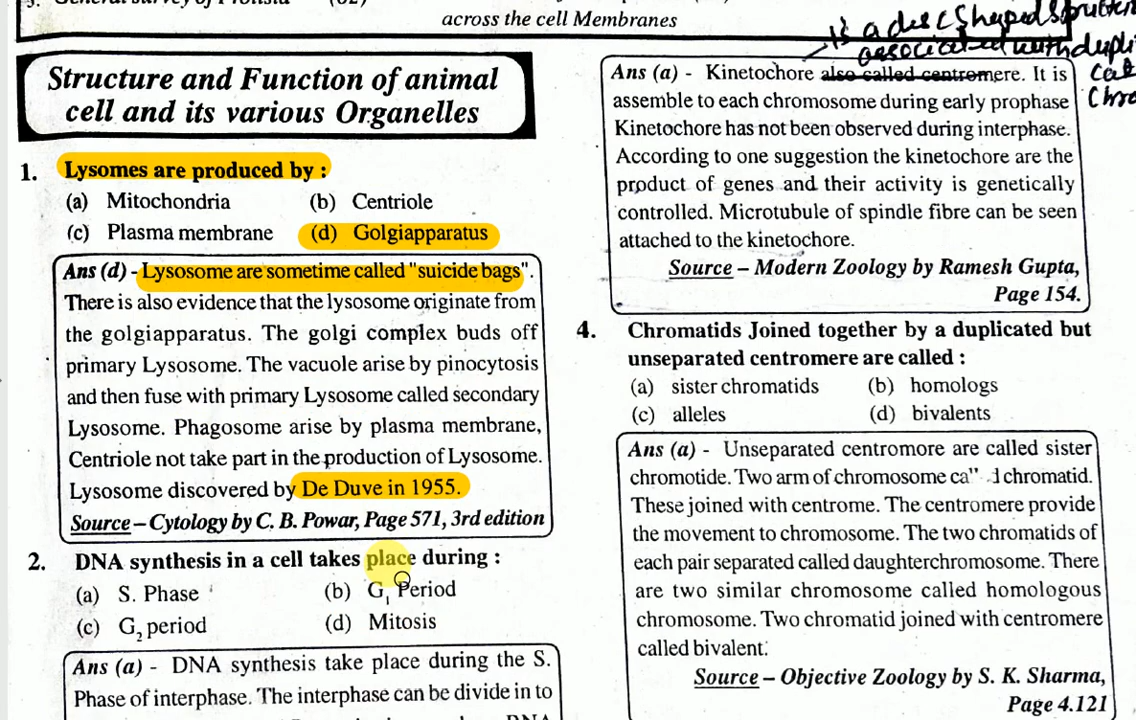 General survey of Protista (62)
across the cell Membranes
Structure and Function of animal
cell and its various Organelles
1. Lysomes are produced by :
(a) Mitochondria (b) Centriole
(c) Plasma membrane (d) Golgiapparatus
Ans (d) - Lysosome are sometime called "suicide bags".
There is also evidence that the lysosome originate from
the golgiapparatus. The golgi complex buds off
primary Lysosome. The vacuole arise by pinocytosis
and then fuse with primary Lysosome called secondary
Lysosome. Phagosome arise by plasma membrane,
Centriole not take part in the production of Lysosome.
Lysosome discovered by De Duve in 1955.
Source – Cytology by C. B. Powar, Page 571, 3rd edition
2. DNA synthesis in a cell takes place during :
(a) S. Phase (b) G₁ Period
(c) G₂ period (d) Mitosis
Ans (a) - DNA synthesis take place during the S.
Phase of interphase. The interphase can be divide in to
is a disc Shaped
associated with dupli
cat
Chro
Ans (a) - Kinetochore also called centromere. It is
assemble to each chromosome during early prophase
Kinetochore has not been observed during interphase.
According to one suggestion the kinetochore are the
product of genes and their activity is genetically
controlled. Microtubule of spindle fibre can be seen
attached to the kinetochore.
Source – Modern Zoology by Ramesh Gupta,
Page 154.
4. Chromatids Joined together by a duplicated but
unseparated centromere are called :
(a) sister chromatids (b) homologs
(c) alleles (d) bivalents
Ans (a) - Unseparated centromore are called sister
chromotide. Two arm of chromosome chromatid.
These joined with centrome. The centromere provide
the movement to chromosome. The two chromatids of
each pair separated called daughterchromosome. There
are two similar chromosome called homologous
chromosome. Two chromatid joined with centromere
called bivalent.
Source – Objective Zoology by S. K. Sharma,
Page 4.121